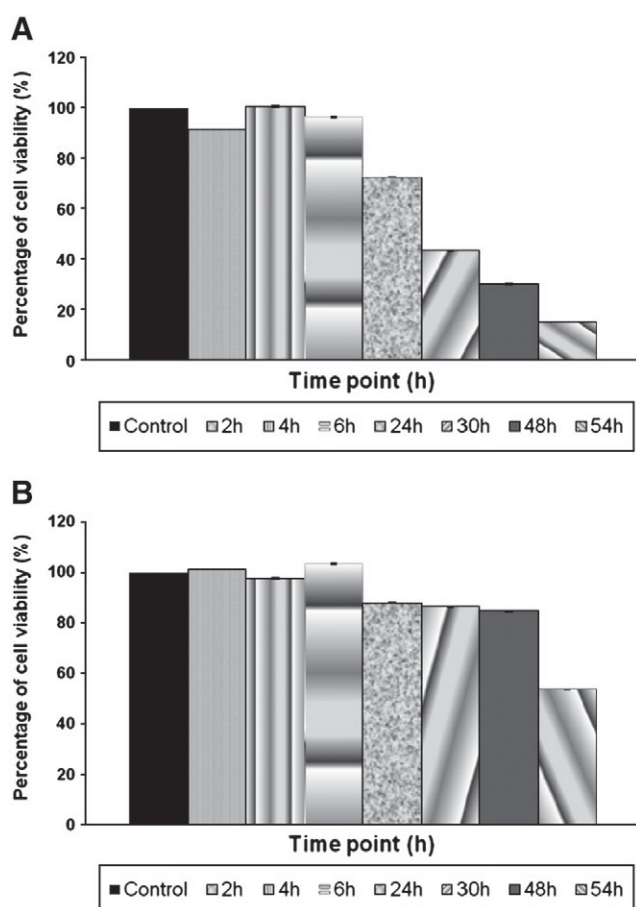 A
Percentage of cell viability (%)
120
100
80
60
40
20
0
Time point (h)
Control 2h 4h 6h 24h 30h 48h 54h
B
Percentage of cell viability (%)
120
100
80
60
40
20
0
Time point (h)
Control 2h 4h 6h 24h 30h 48h 54h